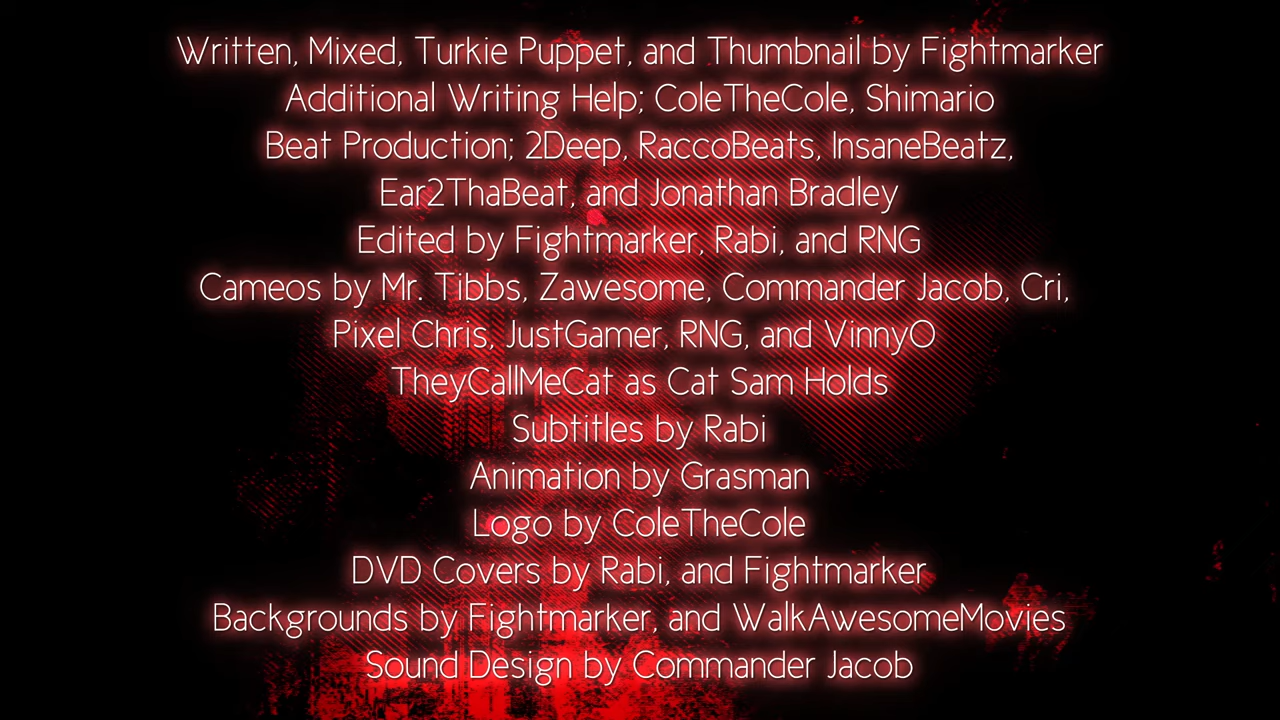 Written, Mixed, Turkie Puppet, and Thumbnail by Fightmarker
Additional Writing Help; ColeTheCole, Shimario
Beat Production; 2Deep, RaccoBeats, InsaneBeatz,
Ear2ThaBeat, and Jonathan Bradley
Edited by Fightmarker, Rabi, and RNG
Cameos by Mr. Tibbs, Zawesome, Commander Jacob, Cri,
Pixel Chris, JustGamer, RNG, and VinnyO
TheyCallMeCat as Cat Sam Holds
Subtitles by Rabi
Animation by Grasman
Logo by ColeTheCole
DVD Covers by Rabi, and Fightmarker
Backgrounds by Fightmarker, and WalkAwesomeMovies
Sound Design by Commander Jacob